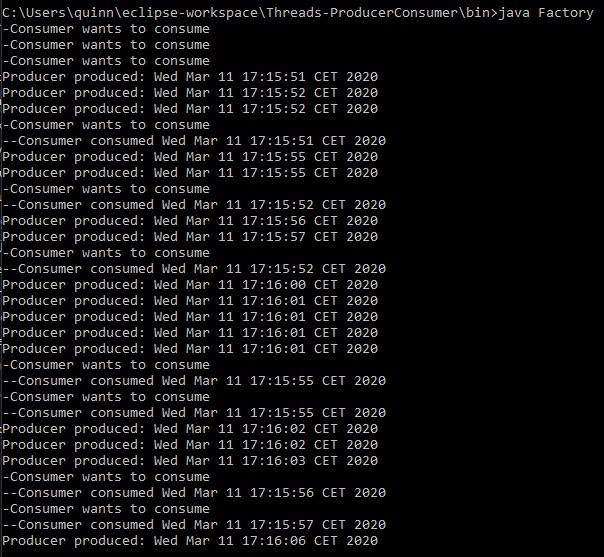 C:\Users\quinn\eclipse-workspace\Threads-ProducerConsumer\bin>java Factory
-Consumer wants to consume
-Consumer wants to consume
-Consumer wants to consume
Producer produced: Wed Mar 11 17:15:51 CET 2020
Producer produced: Wed Mar 11 17:15:52 CET 2020
Producer produced: Wed Mar 11 17:15:52 CET 2020
-Consumer wants to consume
--Consumer consumed Wed Mar 11 17:15:51 CET 2020
Producer produced: Wed Mar 11 17:15:55 CET 2020
Producer produced: Wed Mar 11 17:15:55 CET 2020
-Consumer wants to consume
--Consumer consumed Wed Mar 11 17:15:52 CET 2020
Producer produced: Wed Mar 11 17:15:56 CET 2020
Producer produced: Wed Mar 11 17:15:57 CET 2020
-Consumer wants to consume
--Consumer consumed Wed Mar 11 17:15:52 CET 2020
Producer produced: Wed Mar 11 17:16:00 CET 2020
Producer produced: Wed Mar 11 17:16:01 CET 2020
Producer produced: Wed Mar 11 17:16:01 CET 2020
Producer produced: Wed Mar 11 17:16:01 CET 2020
Producer produced: Wed Mar 11 17:16:01 CET 2020
-Consumer wants to consume
--Consumer consumed Wed Mar 11 17:15:55 CET 2020
-Consumer wants to consume
--Consumer consumed Wed Mar 11 17:15:55 CET 2020
Producer produced: Wed Mar 11 17:16:02 CET 2020
Producer produced: Wed Mar 11 17:16:02 CET 2020
Producer produced: Wed Mar 11 17:16:03 CET 2020
-Consumer wants to consume
--Consumer consumed Wed Mar 11 17:15:56 CET 2020
-Consumer wants to consume
--Consumer consumed Wed Mar 11 17:15:57 CET 2020
Producer produced: Wed Mar 11 17:16:06 CET 2020